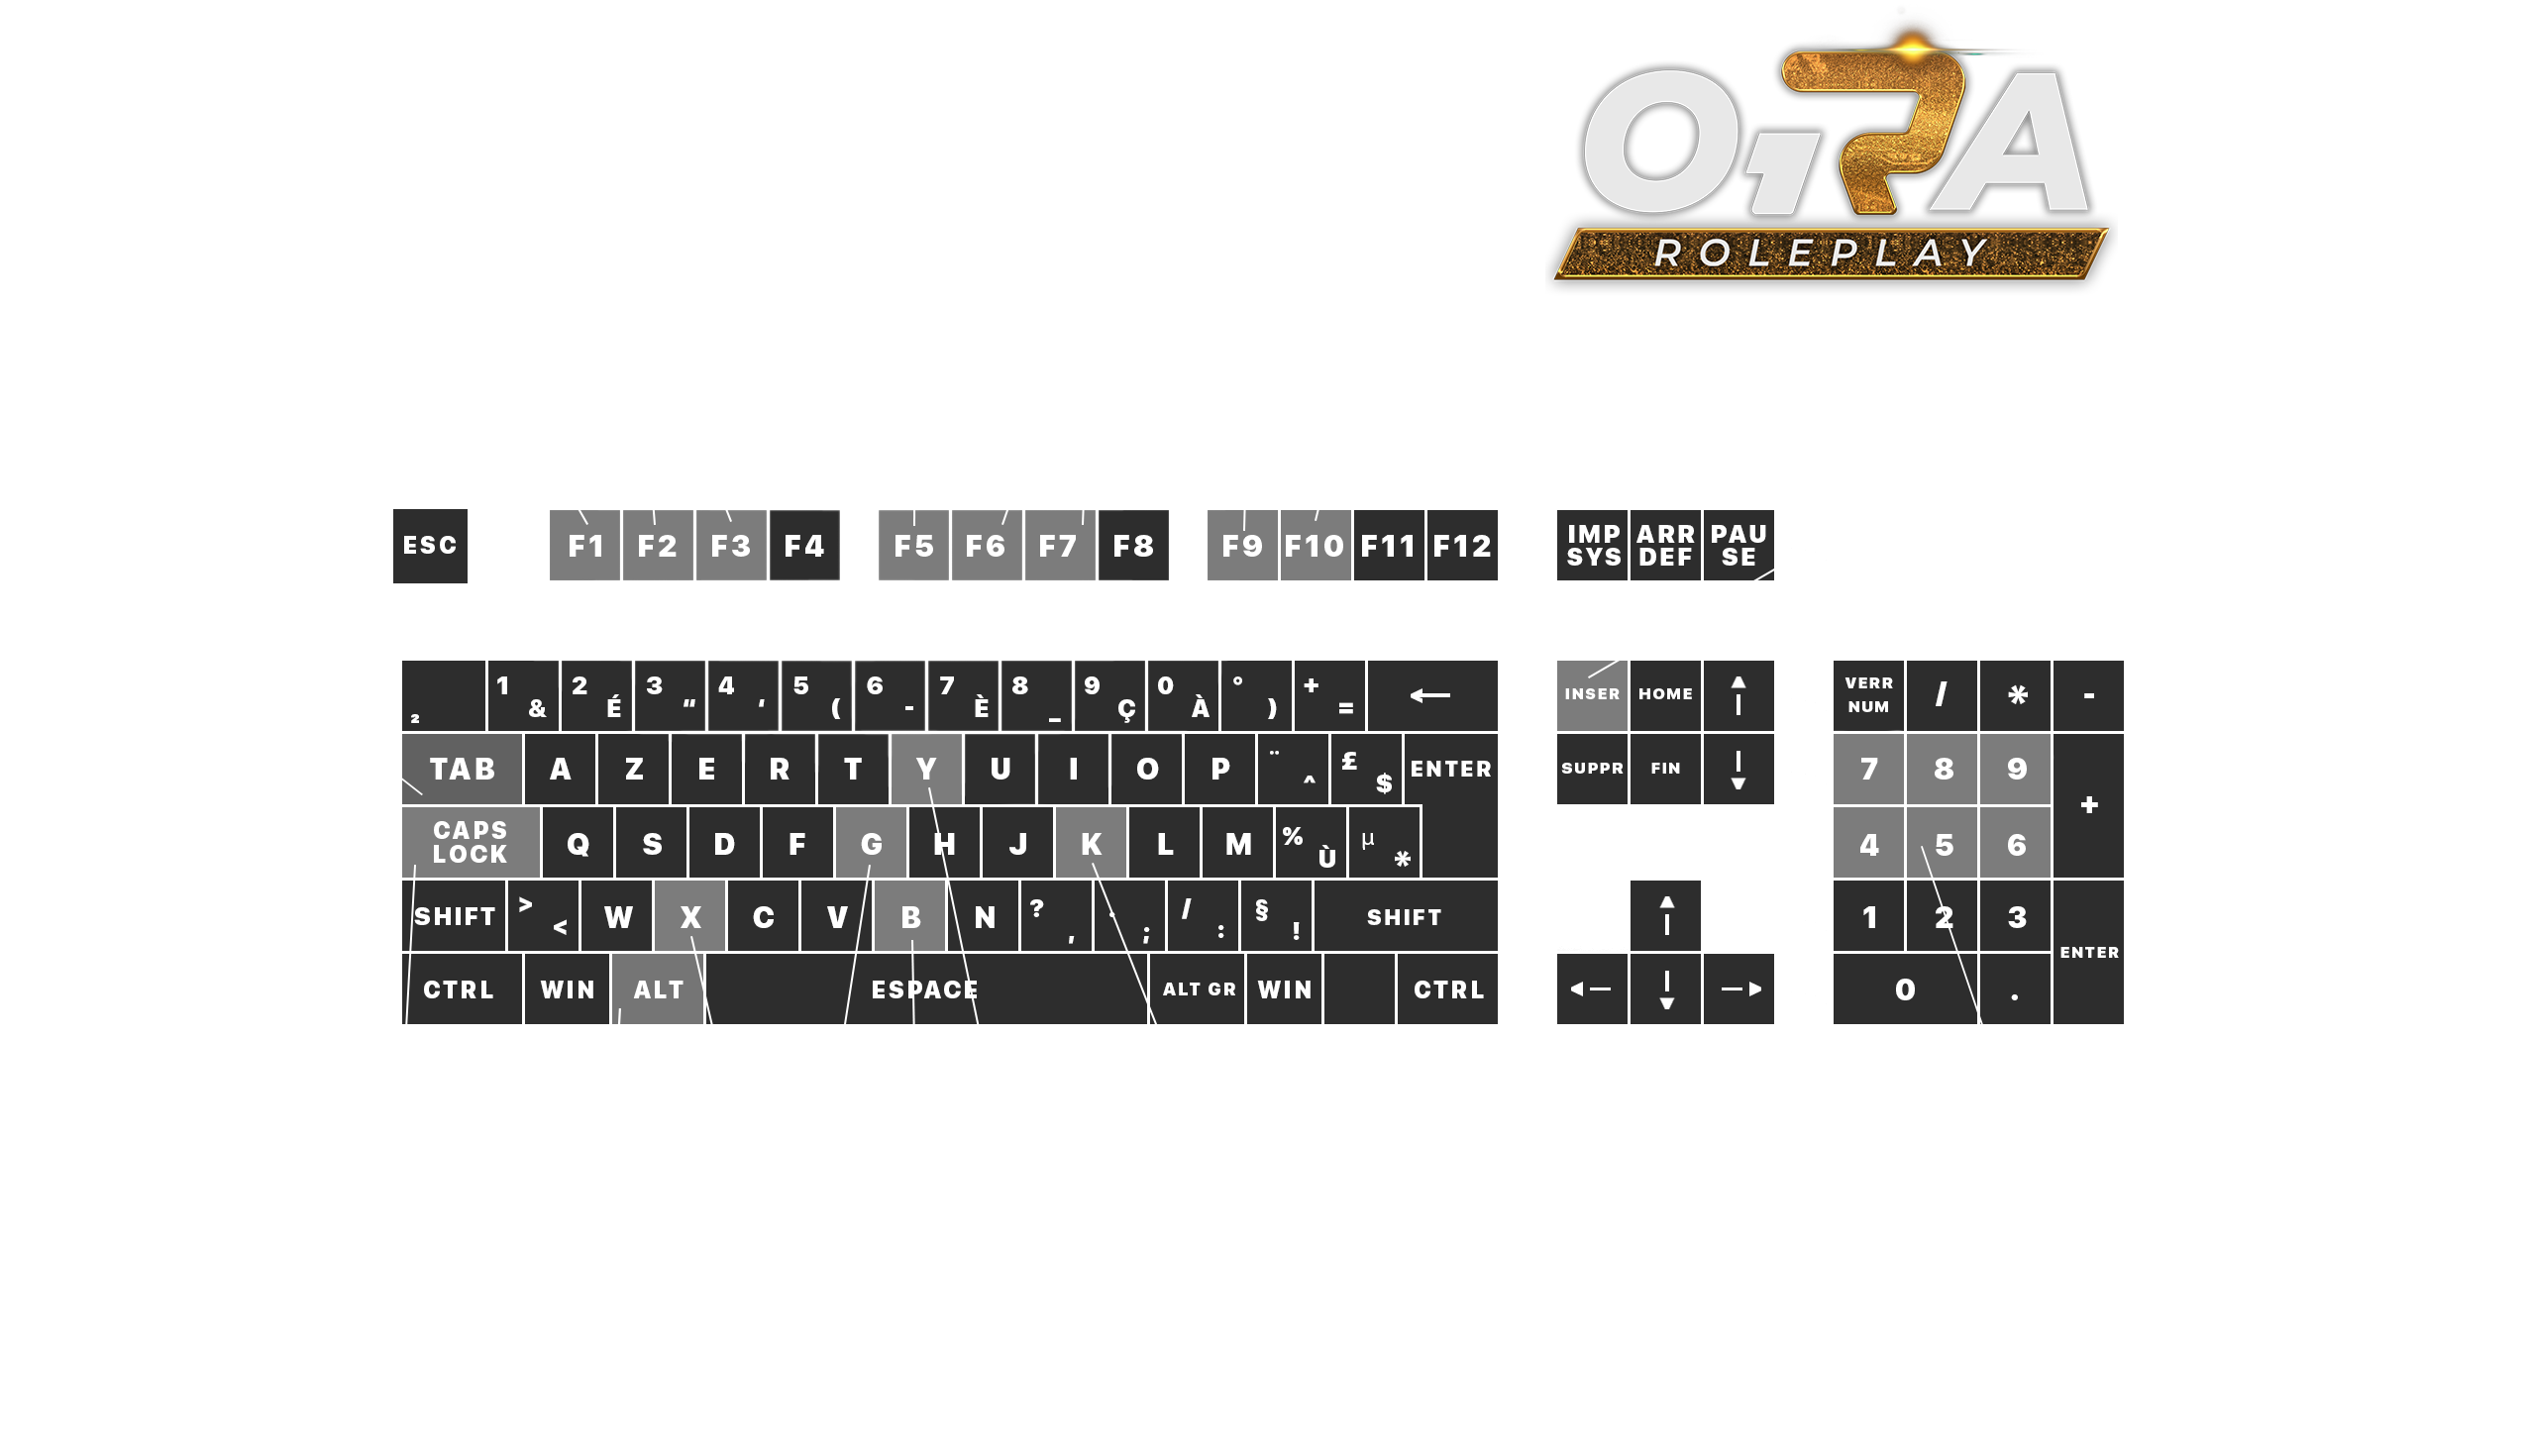 ORA
ROLEPLAY
ESC F1 F2 F3 F4 F5 F6 F7 F8 F9 F10 F11 F12 IMP SYS ARR DEF PAU SE
² 1 & 2 É 3 " 4 ' 5 ( 6 - 7 È 8 _ 9 Ç 0 À ° ) + = ← INSER HOME ↑ VERR NUM / * -
TAB A Z E R T Y U I O P ¨ ^ £ $ ENTER SUPPR FIN ↓ 7 8 9 +
CAPS LOCK Q S D F G H J K L M % Ù µ * 4 5 6
SHIFT > < W X C V B N ? , . ; / : § ! SHIFT ↑ 1 2 3 ENTER
CTRL WIN ALT ESPACE ALT GR WIN CTRL ← ↓ → 0 .